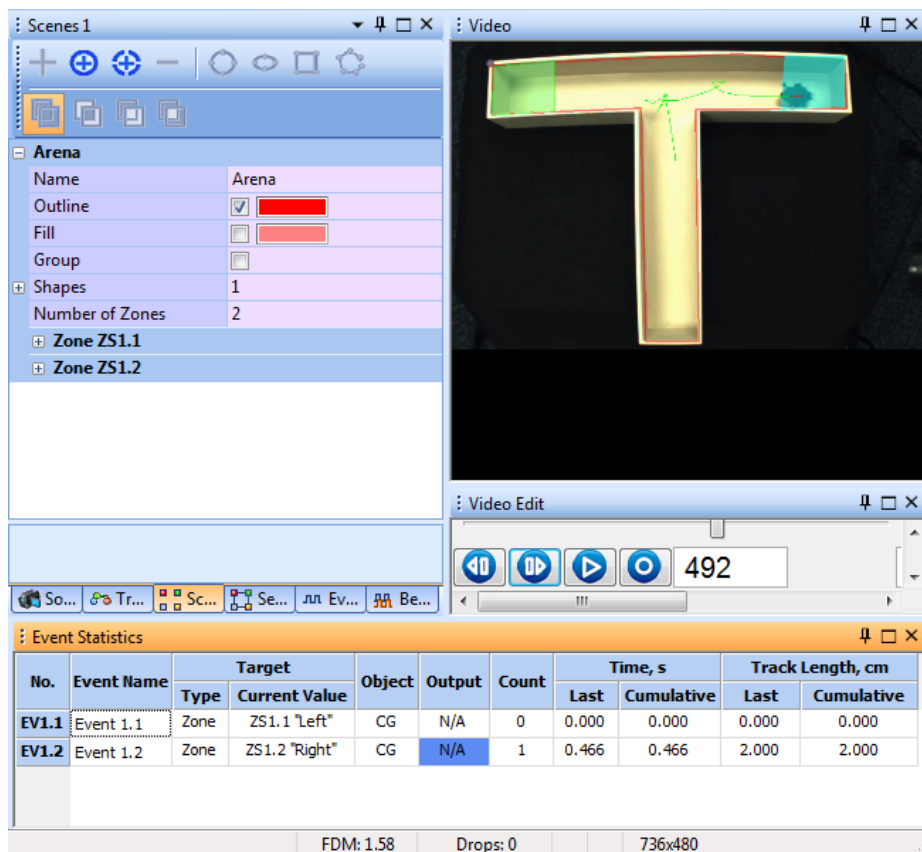 Scenes 1
Video
Arena
Name Arena
Outline
Fill
Group
Shapes 1
Number of Zones 2
Zone ZS1.1
Zone ZS1.2
Video Edit
492
So... Tr... Sc... Se... Ev... Be...
Event Statistics
No. Event Name Target Object Output Count Time, s Track Length, cm
Type Current Value Last Cumulative Last Cumulative
EV1.1 Event 1.1 Zone ZS1.1 "Left" CG N/A 0 0.000 0.000 0.000 0.000
EV1.2 Event 1.2 Zone ZS1.2 "Right" CG N/A 1 0.466 0.466 2.000 2.000
FDM: 1.58 Drops: 0 736x480